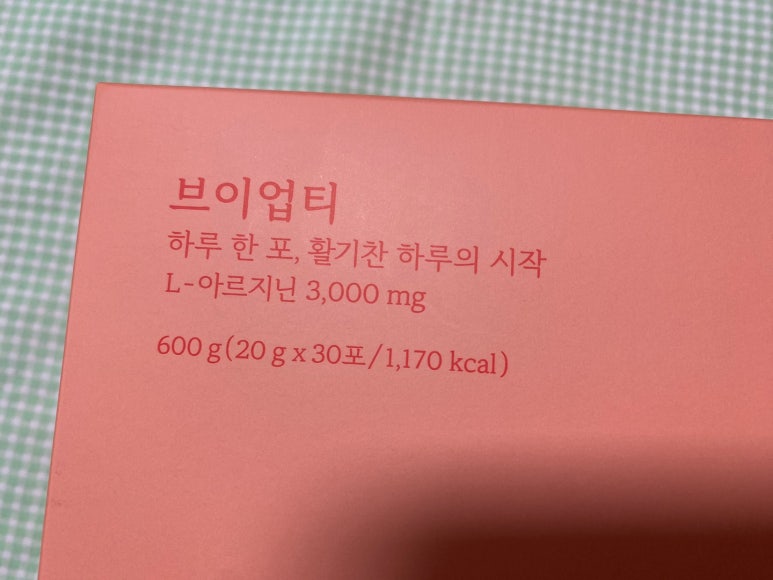 브이업티
하루 한 포, 활기찬 하루의 시작
L-아르지닌 3,000 mg
600 g(20 g x 30포/1,170 kcal)